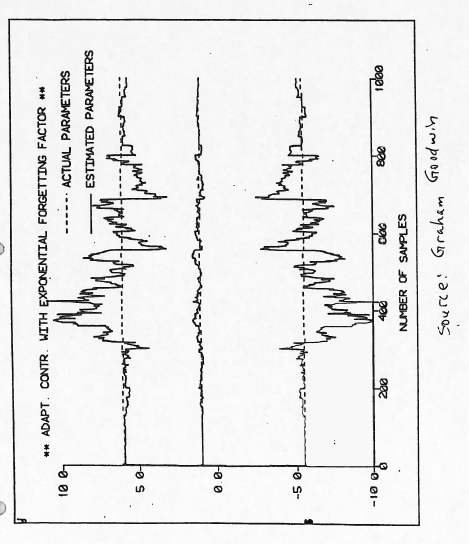 ** ADAPT. CONTR. WITH EXPONENTIAL FORGETTING FACTOR **
------ ACTUAL PARAMETERS
ESTIMATED PARAMETERS
10 0
5 0
0 0
-5 0
-10 0
0
200
400
600
800
1000
NUMBER OF SAMPLES
Source: Graham Goodwin